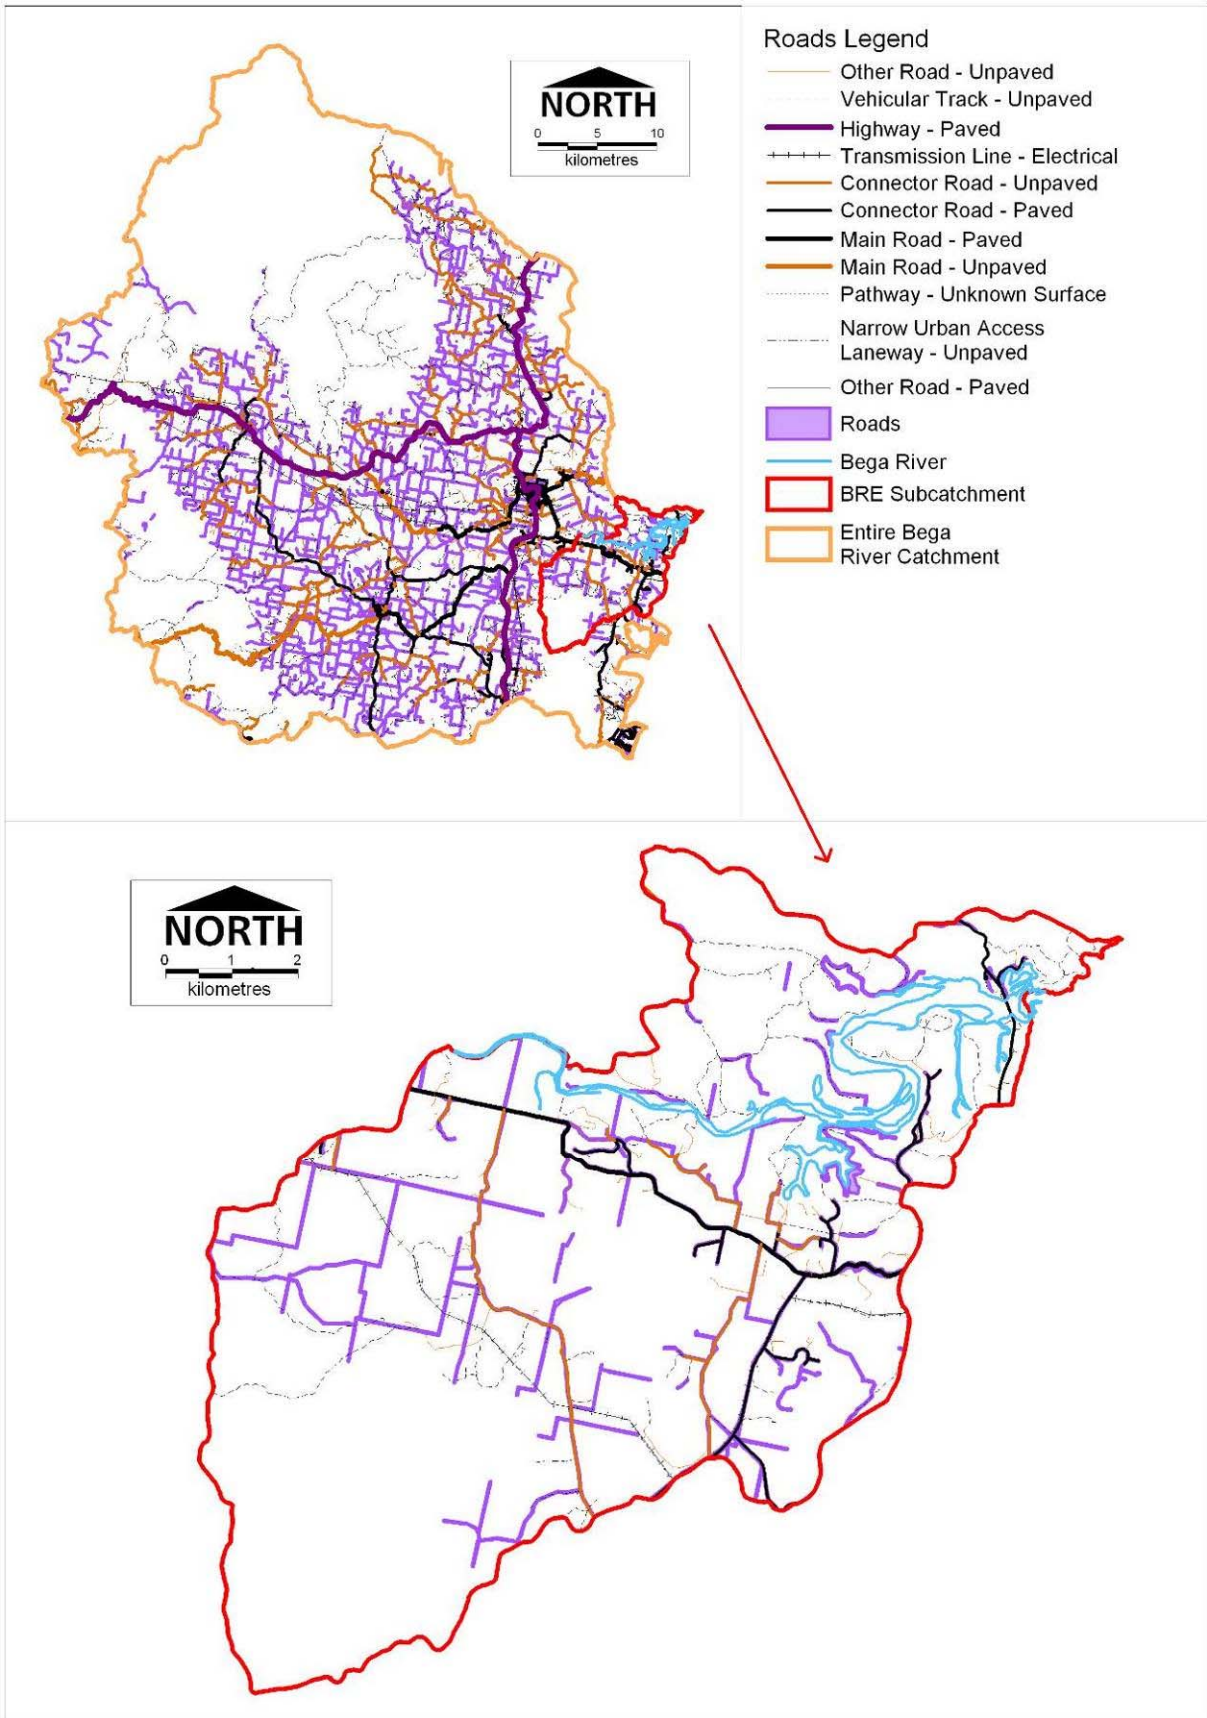 NORTH
0 5 10
kilometres
Roads Legend
Other Road - Unpaved
Vehicular Track - Unpaved
Highway - Paved
Transmission Line - Electrical
Connector Road - Unpaved
Connector Road - Paved
Main Road - Paved
Main Road - Unpaved
Pathway - Unknown Surface
Narrow Urban Access
Laneway - Unpaved
Other Road - Paved
Roads
Bega River
BRE Subcatchment
Entire Bega
River Catchment
NORTH
0 1 2
kilometres